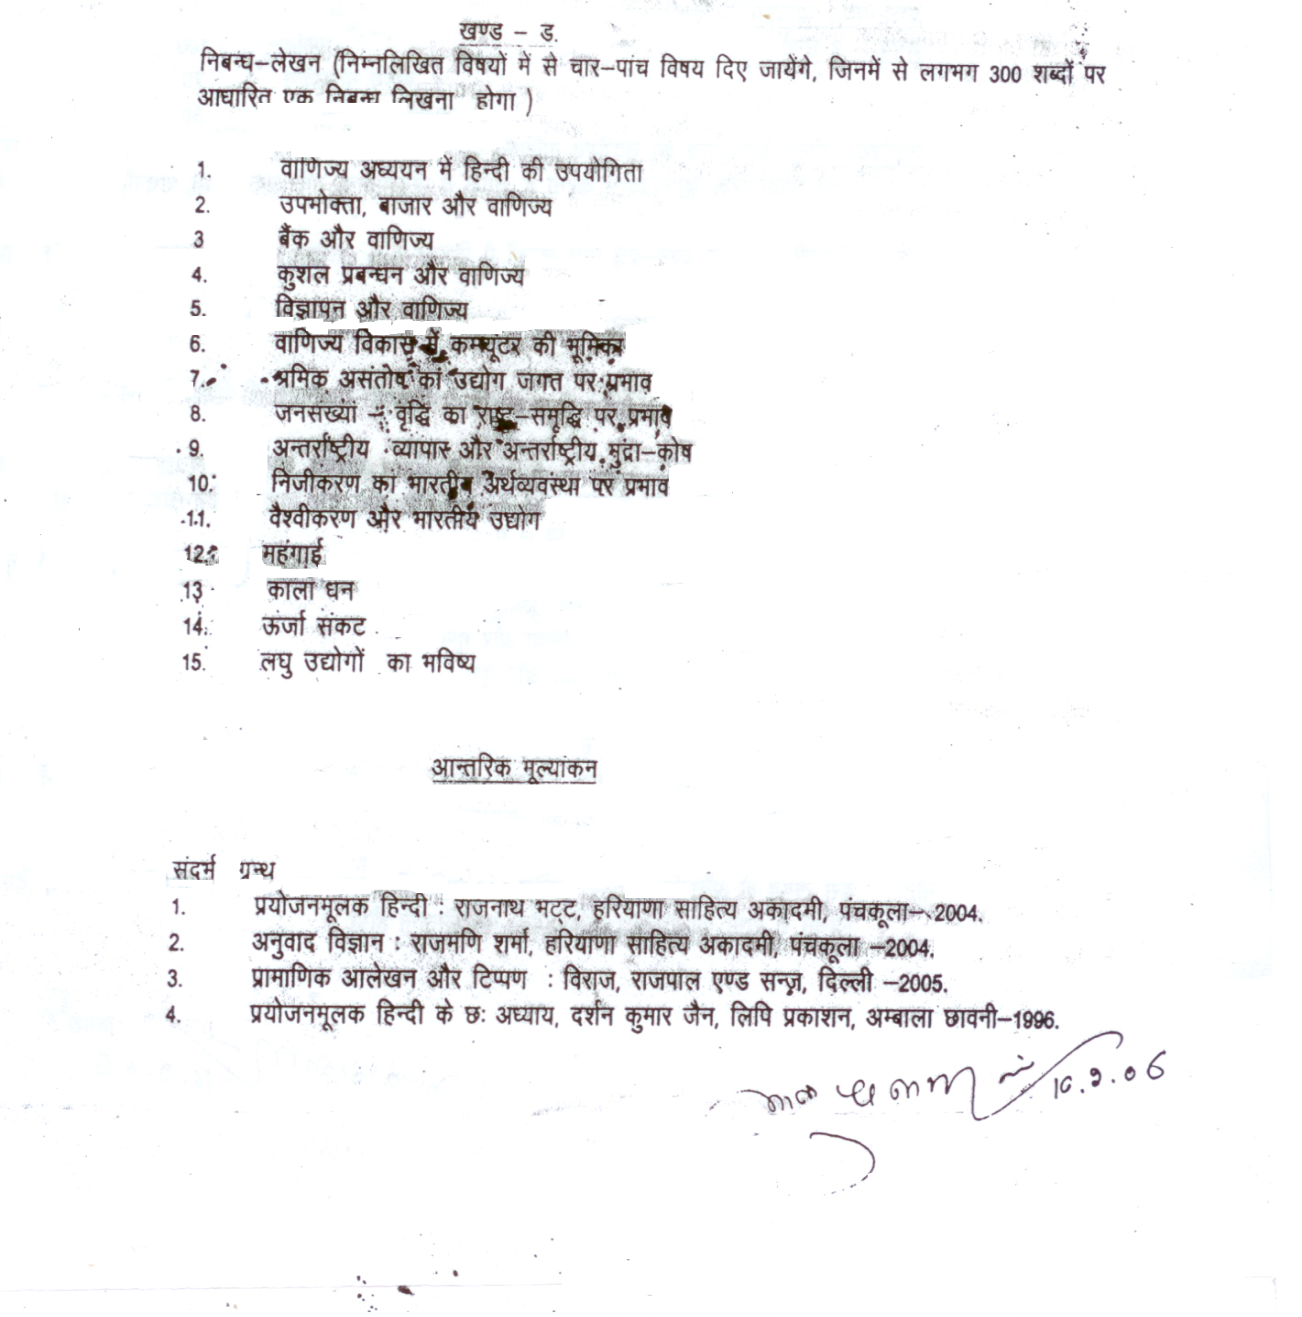 खण्ड – ड.
निबन्ध–लेखन (निम्नलिखित विषयों में से चार–पांच विषय दिए जायेंगे, जिनमें से लगभग 300 शब्दों पर
आधारित एक निबन्ध लिखना होगा )
1. वाणिज्य अध्ययन में हिन्दी की उपयोगिता
2. उपभोक्ता, बाजार और वाणिज्य
3 बैंक और वाणिज्य
4. कुशल प्रबन्धन और वाणिज्य
5. विज्ञापन और वाणिज्य
6. वाणिज्य विकास में कम्प्यूटर की भूमिका
7. श्रमिक असंतोष का उद्योग जगत पर प्रभाव
8. जनसंख्या – वृद्धि का राष्ट्र–समृद्धि पर प्रभाव
9. अन्तर्राष्ट्रीय व्यापार और अन्तर्राष्ट्रीय मुद्रा–कोष
10. निजीकरण का भारतीय अर्थव्यवस्था पर प्रभाव
11. वैश्वीकरण और भारतीय उद्योग
12. महंगाई
13 काला धन
14. ऊर्जा संकट
15. लघु उद्योगों का भविष्य
आन्तरिक मूल्यांकन
संदर्भ ग्रन्थ
1. प्रयोजनमूलक हिन्दी : राजनाथ भट्ट, हरियाणा साहित्य अकादमी, पंचकूला–2004.
2. अनुवाद विज्ञान : राजमणि शर्मा, हरियाणा साहित्य अकादमी, पंचकूला –2004.
3. प्रामाणिक आलेखन और टिप्पण : विराज, राजपाल एण्ड सन्ज़, दिल्ली –2005.
4. प्रयोजनमूलक हिन्दी के छः अध्याय, दर्शन कुमार जैन, लिपि प्रकाशन, अम्बाला छावनी–1996.